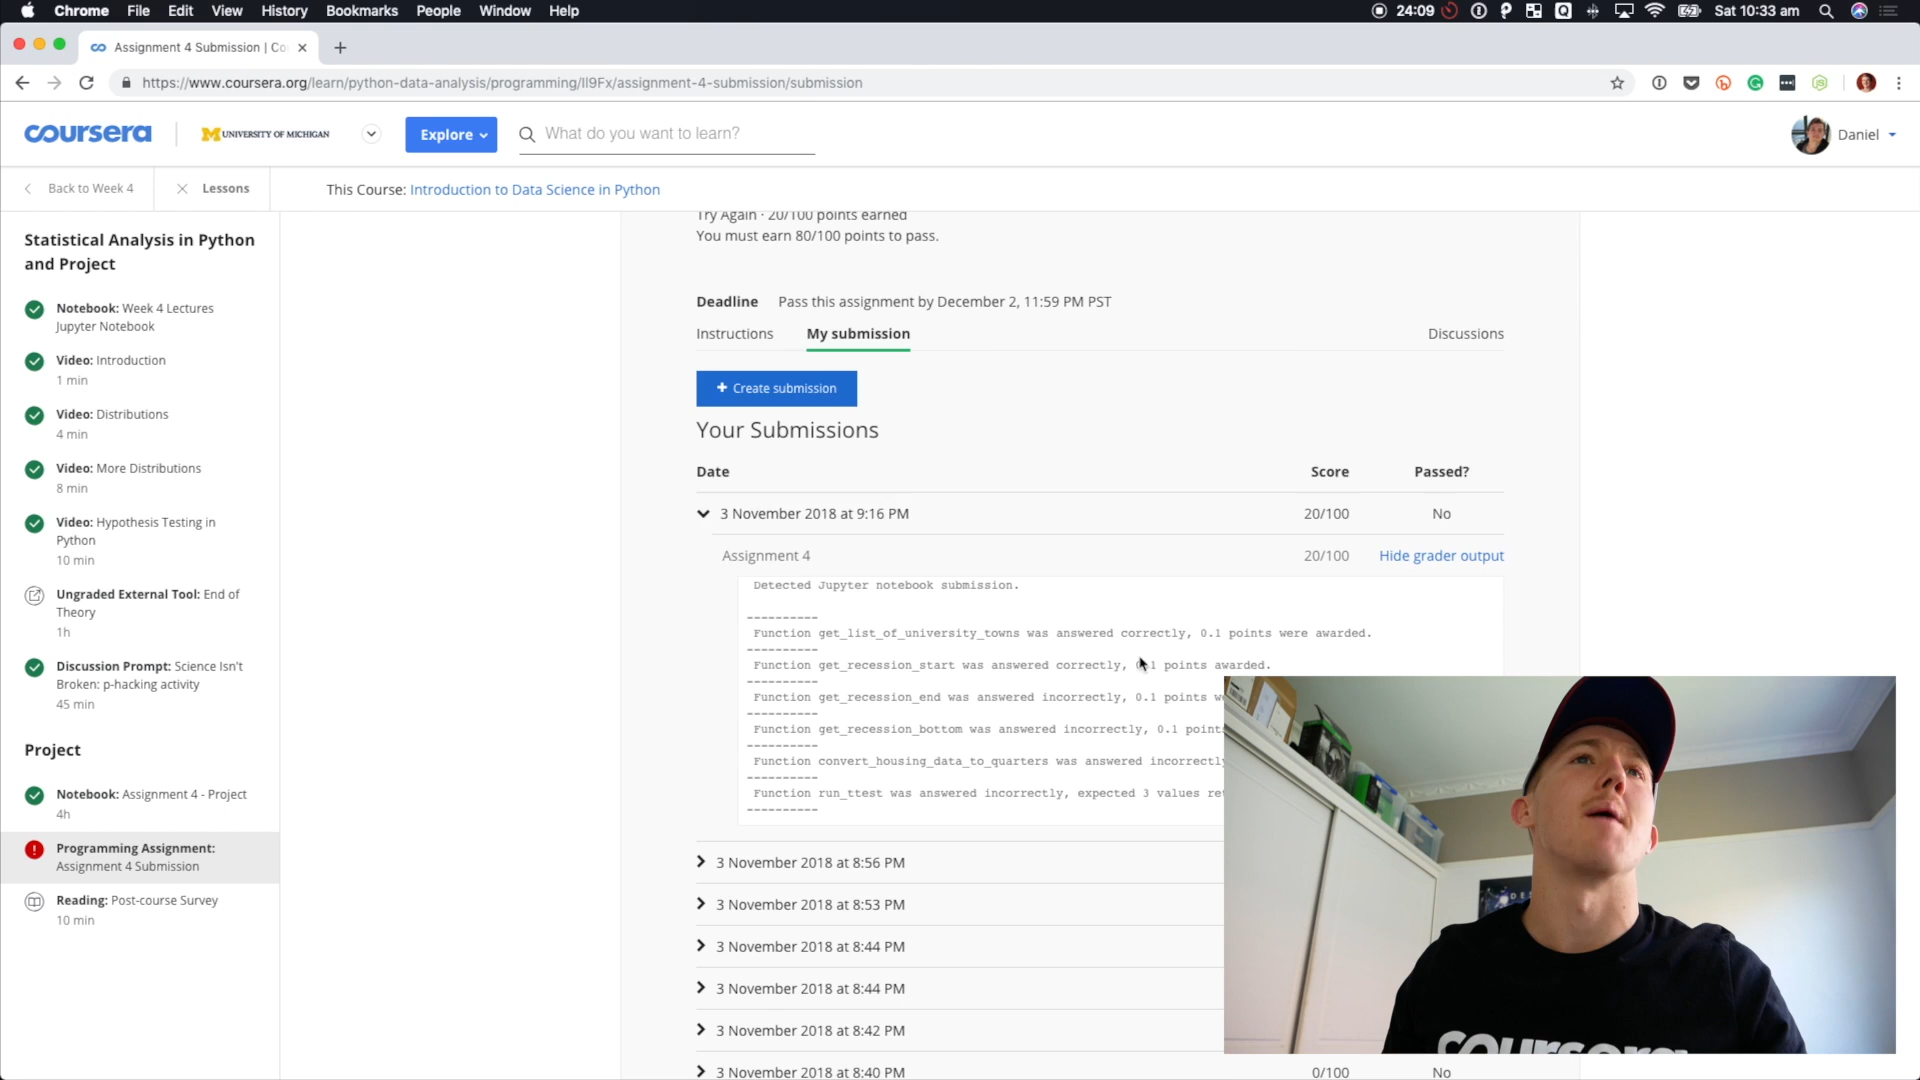 Chrome File Edit View History Bookmarks People Window Help
24:09
Sat 10:33 am
Assignment 4 Submission | Co
https://www.coursera.org/learn/python-data-analysis/programming/Il9Fx/assignment-4-submission/submission
coursera
UNIVERSITY OF MICHIGAN
Explore
What do you want to learn?
Daniel
Back to Week 4
Lessons
This Course: Introduction to Data Science in Python
Statistical Analysis in Python
and Project
Notebook: Week 4 Lectures
Jupyter Notebook
Video: Introduction
1 min
Video: Distributions
4 min
Video: More Distributions
8 min
Video: Hypothesis Testing in
Python
10 min
Ungraded External Tool: End of
Theory
1h
Discussion Prompt: Science Isn't
Broken: p-hacking activity
45 min
Project
Notebook: Assignment 4 - Project
4h
Programming Assignment:
Assignment 4 Submission
Reading: Post-course Survey
10 min
Try Again · 20/100 points earned
You must earn 80/100 points to pass.
Deadline Pass this assignment by December 2, 11:59 PM PST
Instructions My submission Discussions
+ Create submission
Your Submissions
Date Score Passed?
3 November 2018 at 9:16 PM 20/100 No
Assignment 4 20/100 Hide grader output
Detected Jupyter notebook submission.
----------
Function get_list_of_university_towns was answered correctly, 0.1 points were awarded.
----------
Function get_recession_start was answered correctly, 0.1 points awarded.
----------
Function get_recession_end was answered incorrectly, 0.1 points w
----------
Function get_recession_bottom was answered incorrectly, 0.1 point
----------
Function convert_housing_data_to_quarters was answered incorrectly
----------
Function run_ttest was answered incorrectly, expected 3 values re
----------
3 November 2018 at 8:56 PM
3 November 2018 at 8:53 PM
3 November 2018 at 8:44 PM
3 November 2018 at 8:44 PM
3 November 2018 at 8:42 PM
3 November 2018 at 8:40 PM 0/100 No
coursera